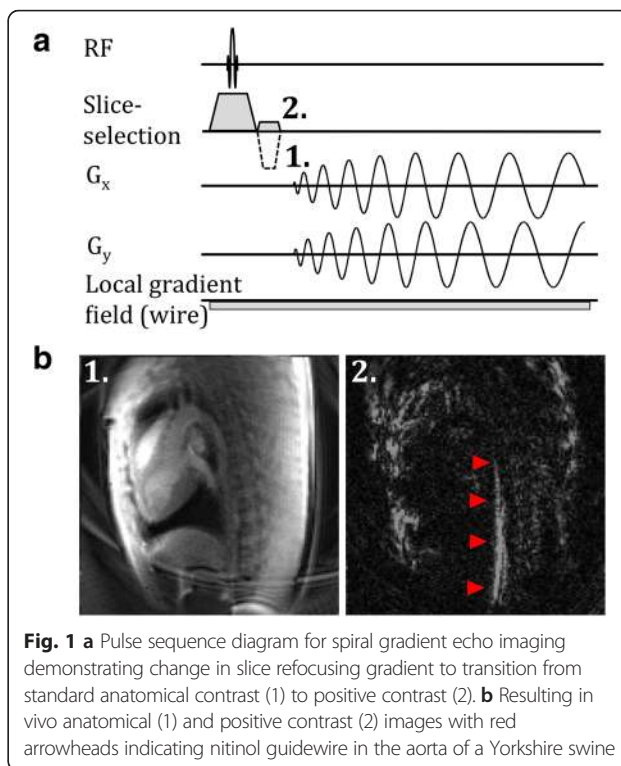 a
RF
Slice-
selection
2.
1.
Gx
Gy
Local gradient
field (wire)
b
1.
2.
Fig. 1 a Pulse sequence diagram for spiral gradient echo imaging
demonstrating change in slice refocusing gradient to transition from
standard anatomical contrast (1) to positive contrast (2). b Resulting in
vivo anatomical (1) and positive contrast (2) images with red
arrowheads indicating nitinol guidewire in the aorta of a Yorkshire swine